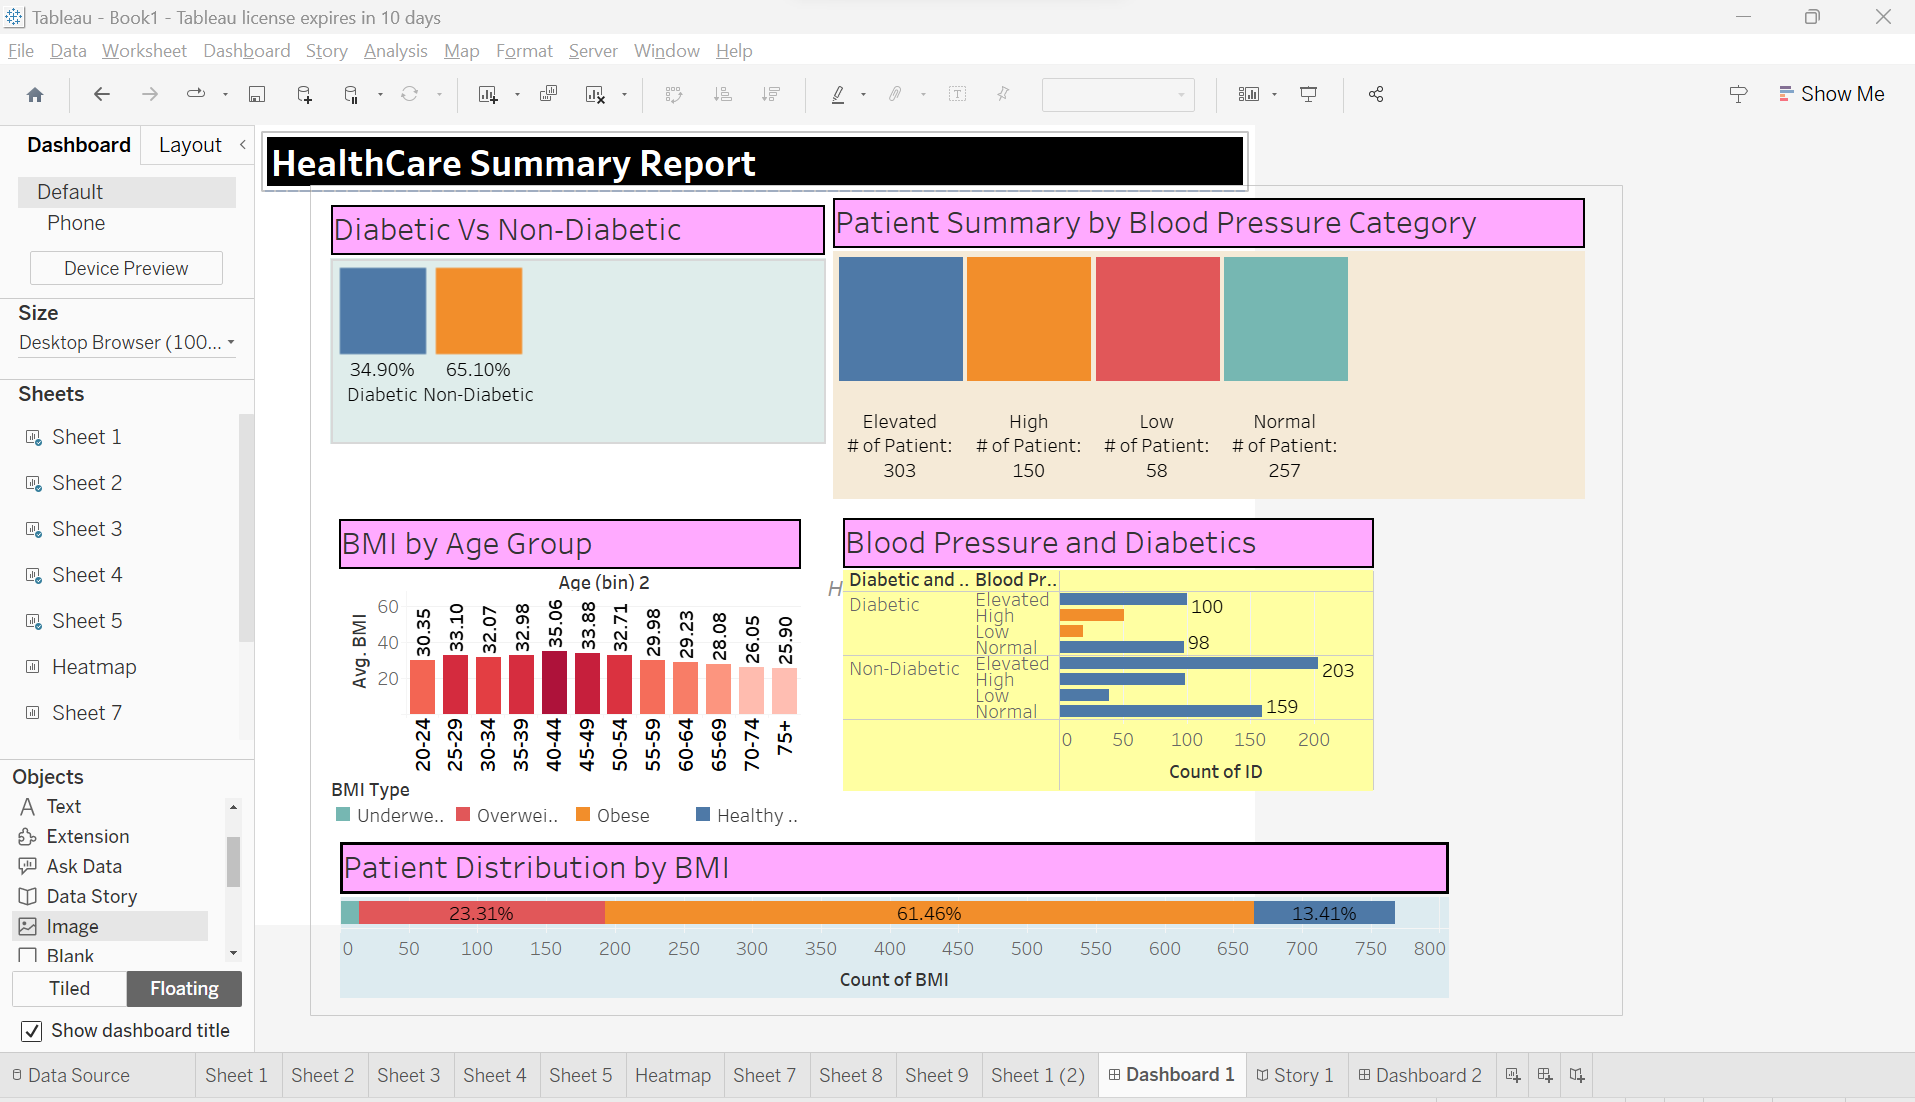 Tableau - Book1 - Tableau license expires in 10 days
File Data Worksheet Dashboard Story Analysis Map Format Server Window Help
Show Me
Dashboard Layout
Default
Phone
Device Preview
Size
Desktop Browser (100...
Sheets
Sheet 1
Sheet 2
Sheet 3
Sheet 4
Sheet 5
Heatmap
Sheet 7
Objects
Text
Extension
Ask Data
Data Story
Image
Blank
Tiled Floating
Show dashboard title
HealthCare Summary Report
Diabetic Vs Non-Diabetic
34.90% 65.10%
Diabetic Non-Diabetic
Patient Summary by Blood Pressure Category
Elevated High Low Normal
# of Patient: # of Patient: # of Patient: # of Patient:
303 150 58 257
BMI by Age Group
Age (bin) 2
Avg. BMI
60
40
20
30.35 33.10 32.07 32.98 35.06 33.88 32.71 29.98 29.23 28.08 26.05 25.90
20-24 25-29 30-34 35-39 40-44 45-49 50-54 55-59 60-64 65-69 70-74 75+
BMI Type
Underwe.. Overwei.. Obese Healthy ..
H
Blood Pressure and Diabetics
Diabetic and .. Blood Pr..
Diabetic Elevated 100
High
Low
Normal 98
Non-Diabetic Elevated 203
High
Low
Normal 159
0 50 100 150 200
Count of ID
Patient Distribution by BMI
23.31% 61.46% 13.41%
0 50 100 150 200 250 300 350 400 450 500 550 600 650 700 750 800
Count of BMI
Data Source Sheet 1 Sheet 2 Sheet 3 Sheet 4 Sheet 5 Heatmap Sheet 7 Sheet 8 Sheet 9 Sheet 1 (2) Dashboard 1 Story 1 Dashboard 2